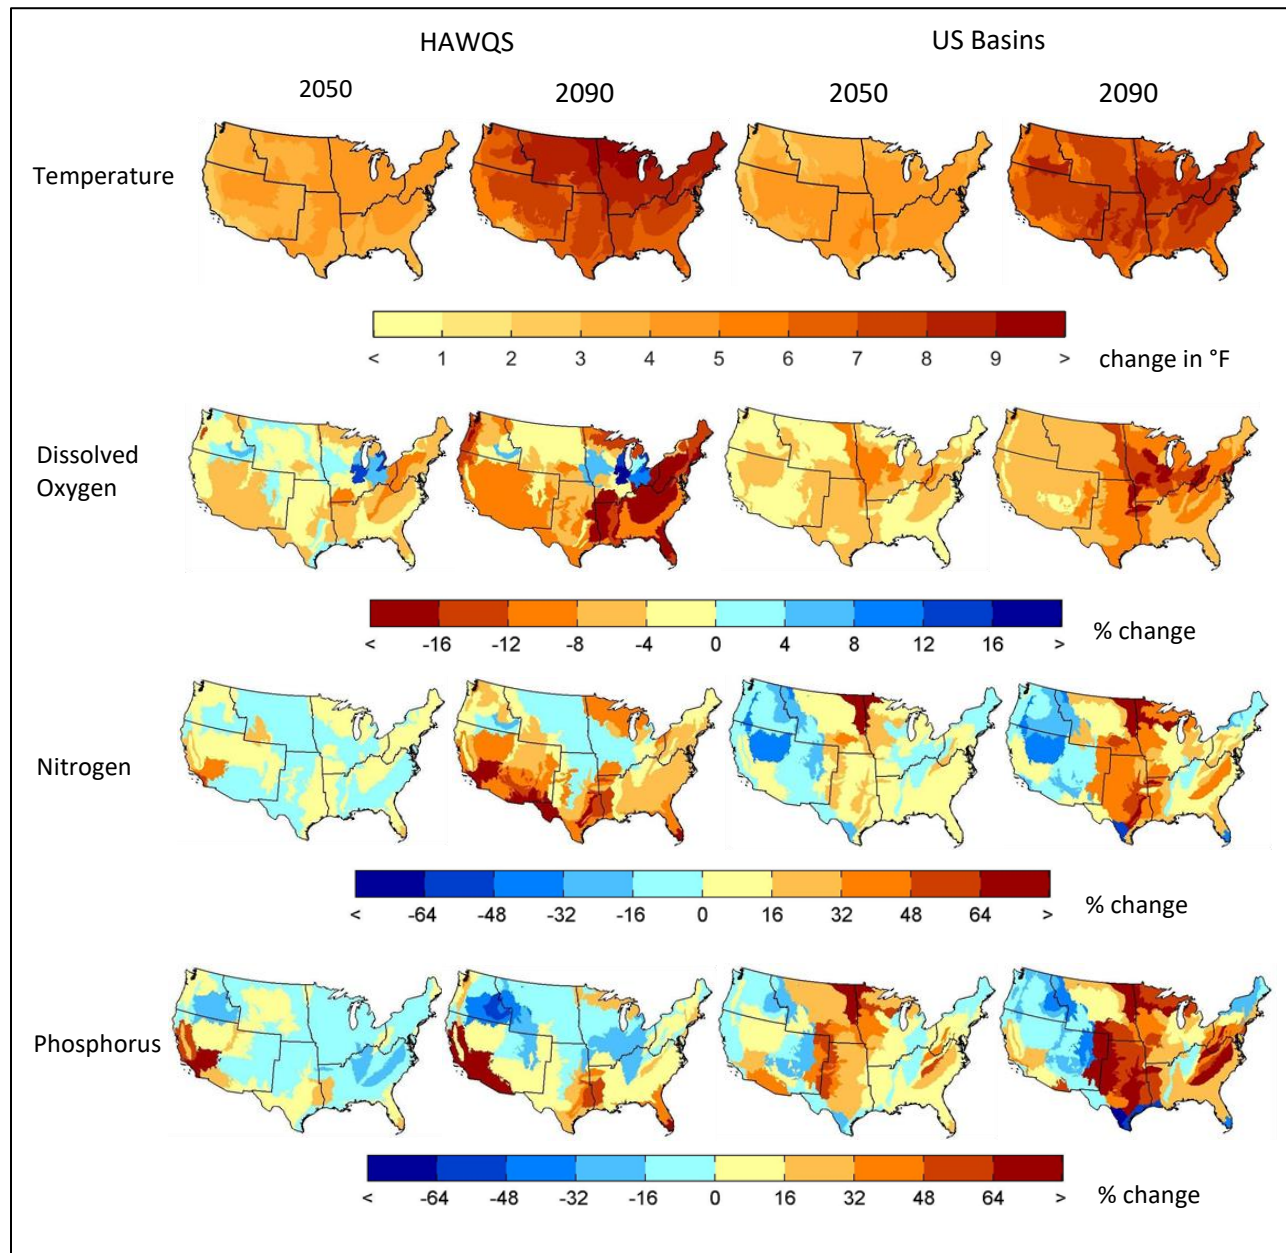 HAWQS
US Basins
2050
2090
2050
2090
Temperature
< 1 2 3 4 5 6 7 8 9 >
change in °F
Dissolved
Oxygen
< -16 -12 -8 -4 0 4 8 12 16 >
% change
Nitrogen
< -64 -48 -32 -16 0 16 32 48 64 >
% change
Phosphorus
< -64 -48 -32 -16 0 16 32 48 64 >
% change